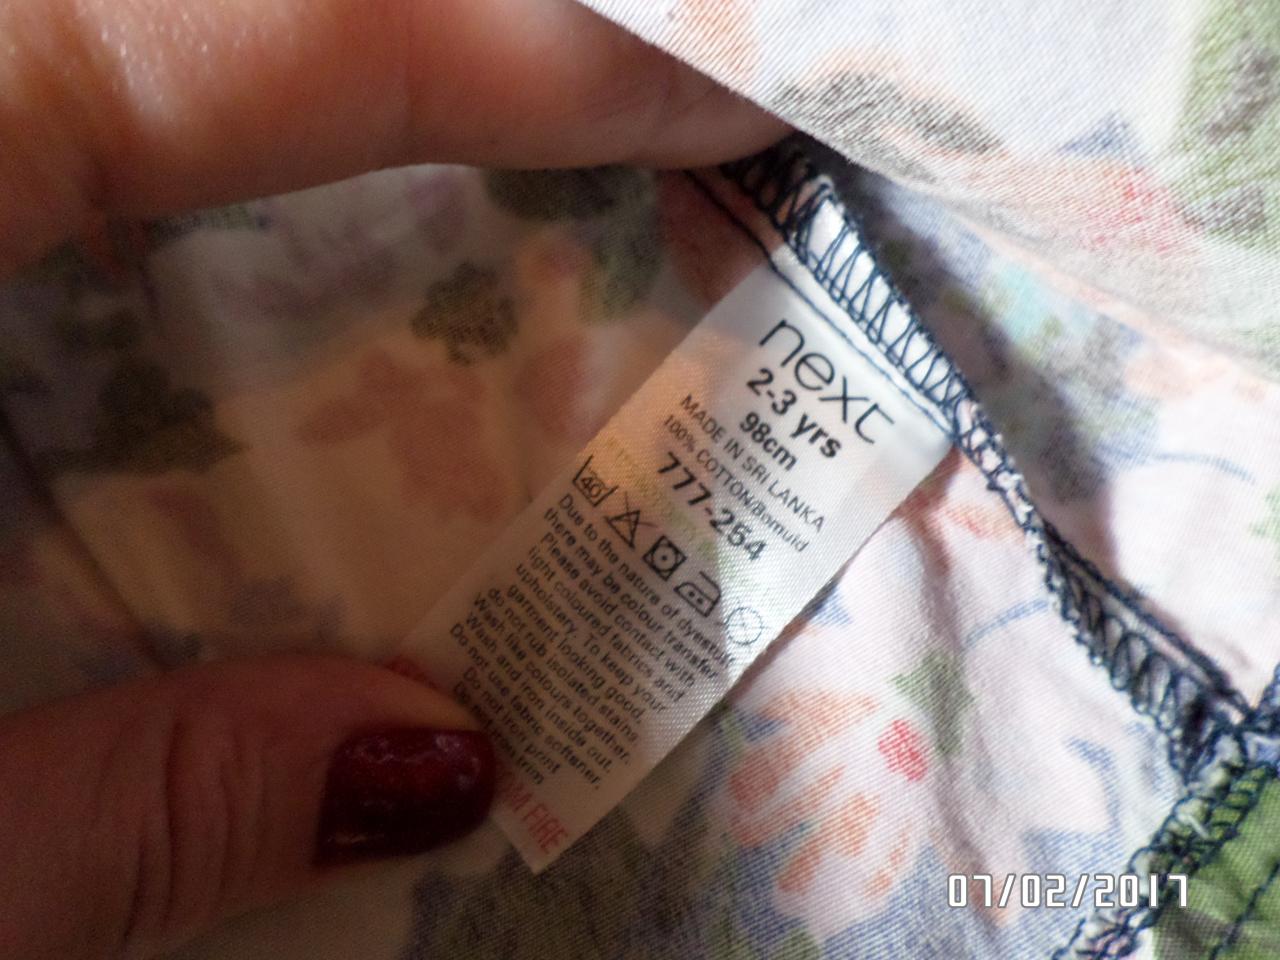 next
2-3 yrs
98cm
MADE IN SRI LANKA
100% COTTON/Bomuld
777-254
40
Due to the nature of dyestuff
there may be colour transfer.
Please avoid contact with
light coloured fabrics and
upholstery. To keep your
garment looking good,
do not rub isolated stains.
Wash like colours together.
Wash and iron inside out.
Do not use fabric softener.
Do not iron print
trim
FIRE
07/02/2017